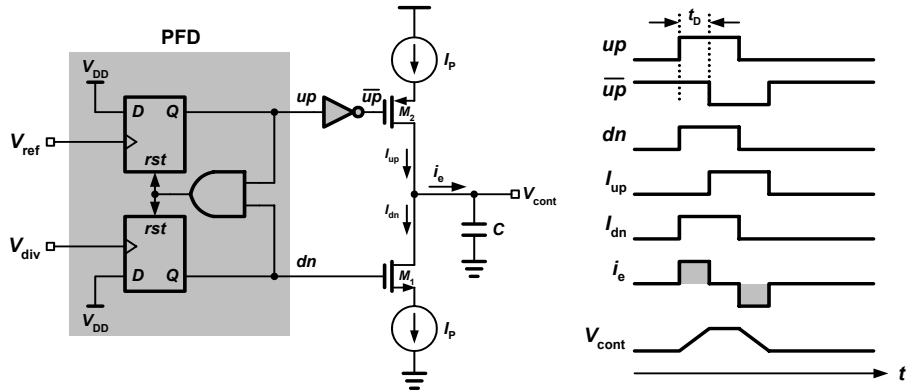 PFD
V_DD
D Q
rst
V_ref
V_div
rst
D Q
V_DD
up
up̅
dn
I_P
M_2
I_up
i_e
I_dn
V_cont
C
M_1
I_P
t_D
up
up̅
dn
I_up
I_dn
i_e
V_cont
t